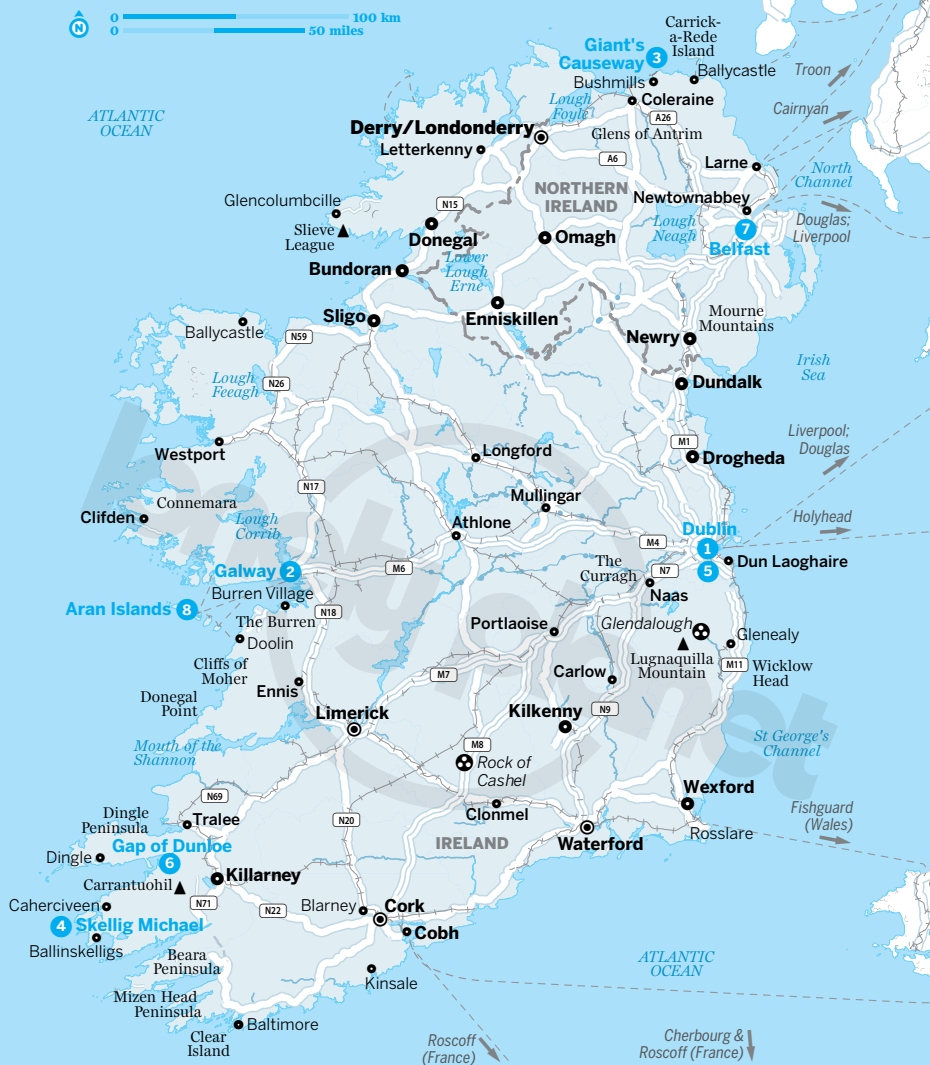 N
0
100 km
0
50 miles
Carrick-
a-Rede
Island
Giant's
Causeway
3
Bushmills
Ballycastle
Troon
Cairnyan
ATLANTIC
OCEAN
Lough
Foyle
Coleraine
A26
Derry/Londonderry
Glens of Antrim
Letterkenny
A6
Larne
North
Channel
NORTHERN
IRELAND
Newtownabbey
Glencolumbcille
N15
Slieve
League
Donegal
Lough
Neagh
7
Belfast
Douglas;
Liverpool
Omagh
Bundoran
Lower
Lough
Erne
Enniskillen
Sligo
Ballycastle
N59
Mourne
Mountains
Newry
Irish
Sea
Lough
Feeagh
N26
Dundalk
Liverpool;
Douglas
M1
Drogheda
Westport
Longford
N17
Mullingar
Connemara
Clifden
Lough
Corrib
Athlone
Dublin
Holyhead
1
M4
5
Dun Laoghaire
Galway
2
M6
The
Curragh
N7
Naas
Burren Village
Aran Islands
8
N18
The Burren
Doolin
Portlaoise
Glendalough
Glenealy
Cliffs of
Moher
Lugnaquilla
Mountain
M11
Wicklow
Head
Ennis
M7
Carlow
Donegal
Point
Limerick
Kilkenny
N9
Mouth of the
Shannon
M8
Rock of
Cashel
St George's
Channel
N69
Clonmel
Wexford
Dingle
Peninsula
Tralee
N20
Fishguard
(Wales)
Rosslare
IRELAND
Waterford
Gap of Dunloe
6
Dingle
Carrantuohil
Killarney
Caherciveen
N71
N22
Blarney
Cork
4
Skellig Michael
Cobh
Ballinskelligs
Beara
Peninsula
ATLANTIC
OCEAN
Kinsale
Mizen Head
Peninsula
Baltimore
Clear
Island
Roscoff
(France)
Cherbourg &
Roscoff (France)
lonely planet